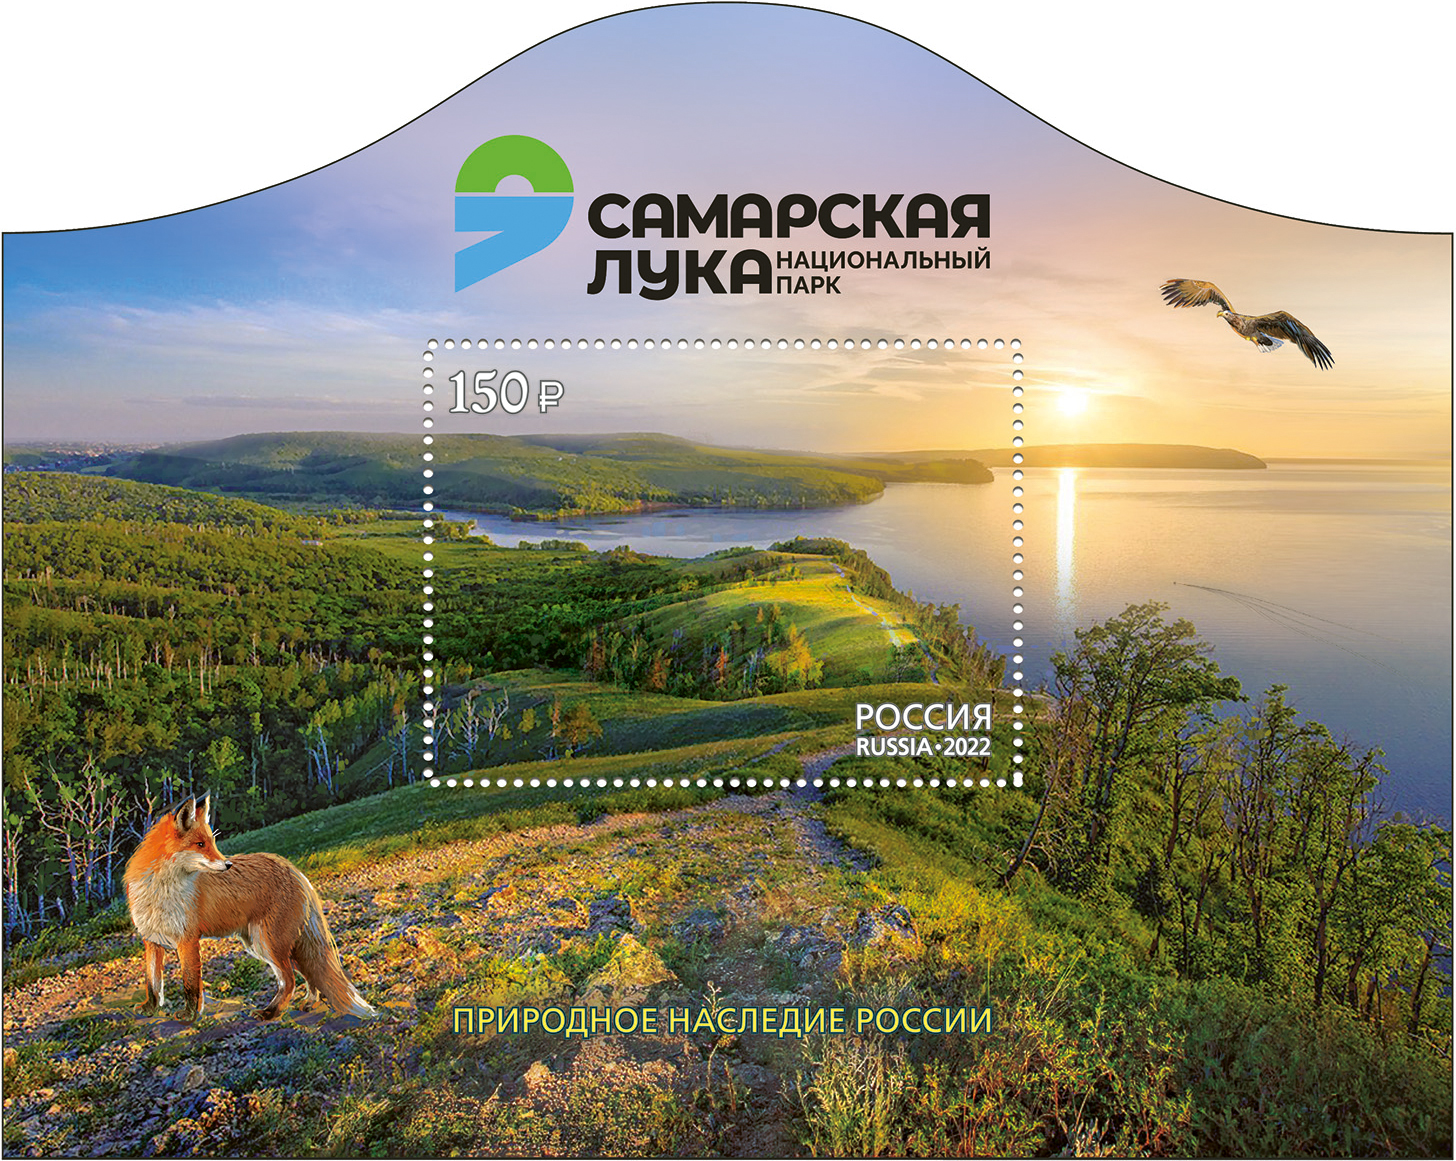 САМАРСКАЯ
ЛУКА НАЦИОНАЛЬНЫЙ
ПАРК
150 ₽
РОССИЯ
RUSSIA • 2022
ПРИРОДНОЕ НАСЛЕДИЕ РОССИИ